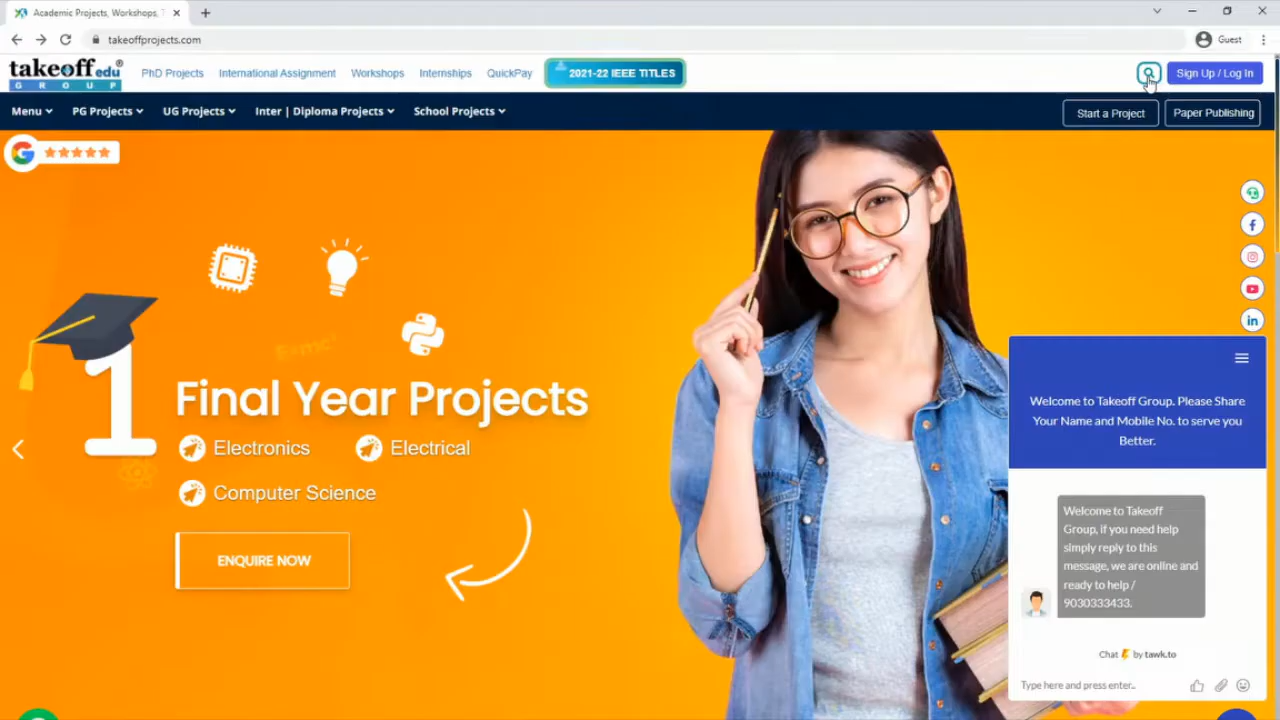 Academic Projects, Workshops,
takeoffprojects.com
Guest
takeoff edu
GROUP
PhD Projects
International Assignment
Workshops
Internships
QuickPay
2021-22 IEEE TITLES
Sign Up / Log In
Menu
PG Projects
UG Projects
Inter | Diploma Projects
School Projects
Start a Project
Paper Publishing
1
Final Year Projects
Electronics
Electrical
Computer Science
ENQUIRE NOW
Welcome to Takeoff Group. Please Share
Your Name and Mobile No. to serve you
Better.
Welcome to Takeoff
Group, if you need help
simply reply to this
message, we are online and
ready to help /
9030333433.
Chat by tawk.to
Type here and press enter..